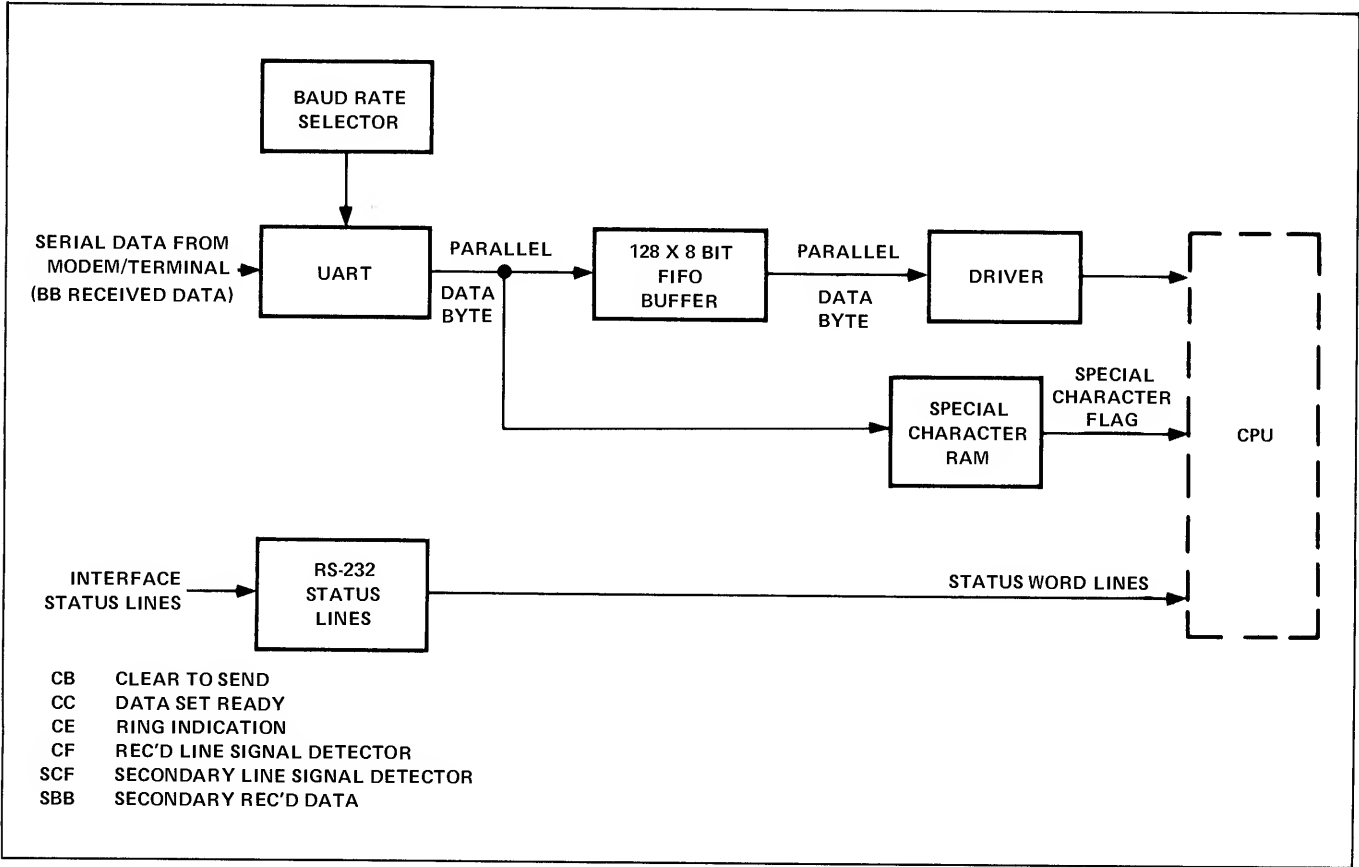 BAUD RATE
SELECTOR
SERIAL DATA FROM
MODEM/TERMINAL
(BB RECEIVED DATA)
UART
PARALLEL
DATA
BYTE
128 X 8 BIT
FIFO
BUFFER
PARALLEL
DATA
BYTE
DRIVER
SPECIAL
CHARACTER
RAM
SPECIAL
CHARACTER
FLAG
CPU
INTERFACE
STATUS LINES
RS-232
STATUS
LINES
STATUS WORD LINES
CB CLEAR TO SEND
CC DATA SET READY
CE RING INDICATION
CF REC'D LINE SIGNAL DETECTOR
SCF SECONDARY LINE SIGNAL DETECTOR
SBB SECONDARY REC'D DATA